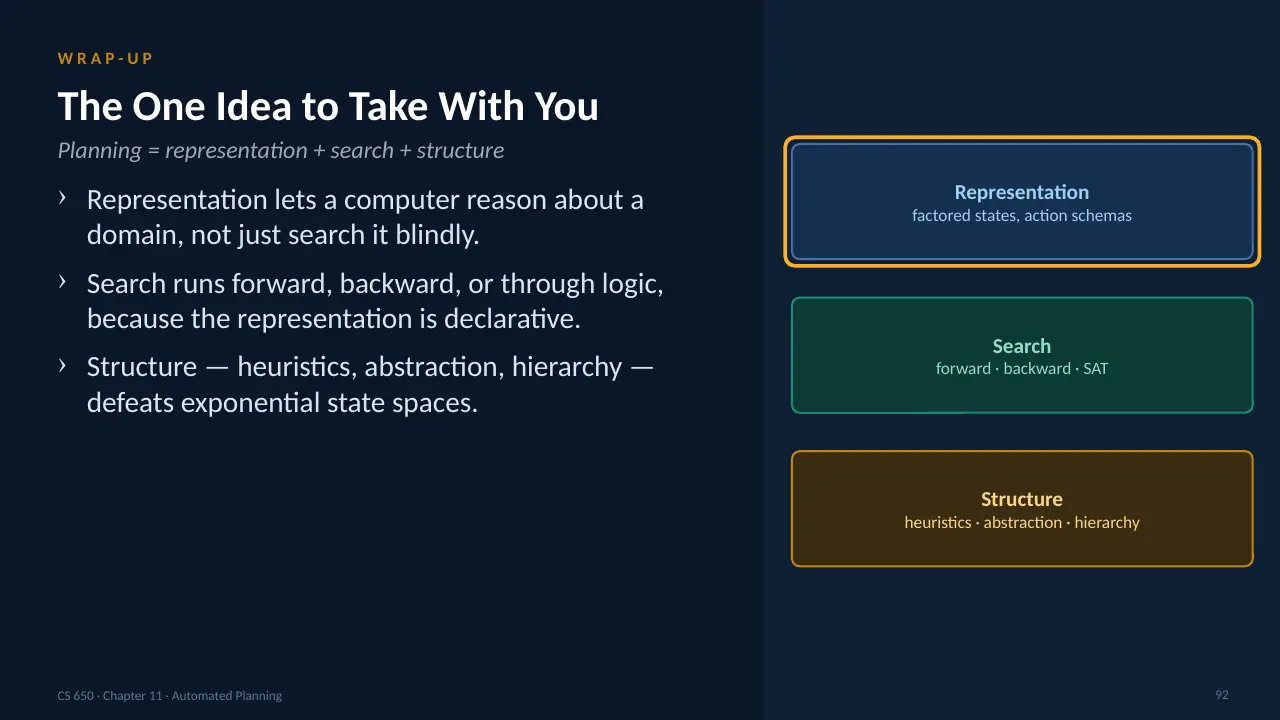 WRAP-UP
The One Idea to Take With You
Planning = representation + search + structure
› Representation lets a computer reason about a
domain, not just search it blindly.
› Search runs forward, backward, or through logic,
because the representation is declarative.
› Structure — heuristics, abstraction, hierarchy —
defeats exponential state spaces.
Representation
factored states, action schemas
Search
forward · backward · SAT
Structure
heuristics · abstraction · hierarchy
CS 650 · Chapter 11 · Automated Planning
92